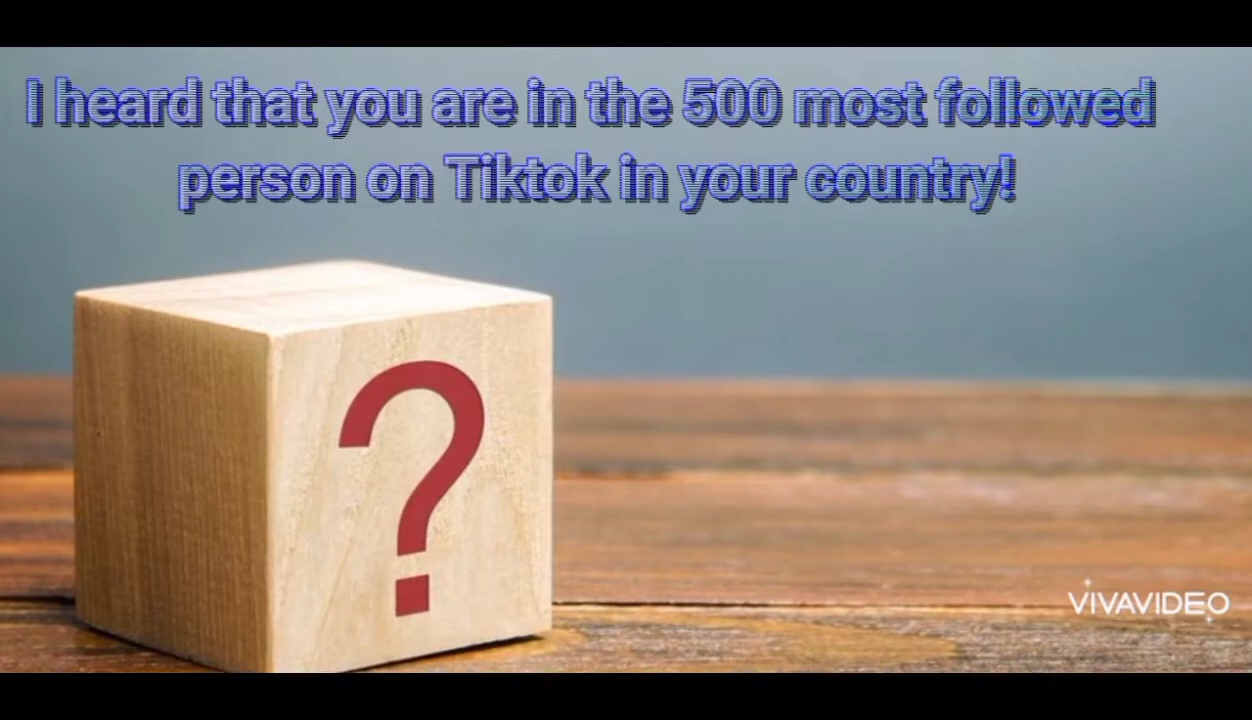 I heard that you are in the 500 most followed
person on Tiktok in your country!
?
VIVAVIDEO